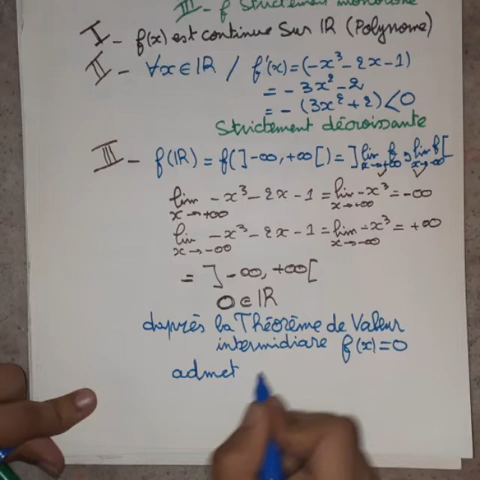 III - f strictement monotone
I - f(x) est continue sur IR (Polynome)
II - ∀x∈IR / f'(x) = (-x³-2x-1)
= -3x²-2
= -(3x²+2)<0
Strictement décroissante
III - f(IR) = f(]-∞,+∞[) = ]lim f x→+∞, lim f x→-∞[
lim x→+∞ -x³-2x-1 = lim x→+∞ -x³ = -∞
lim x→-∞ -x³-2x-1 = lim x→-∞ -x³ = +∞
= ]-∞,+∞[
0∈IR
daprès la Théorème de Valeur
intermidiare f(x)=0
admet